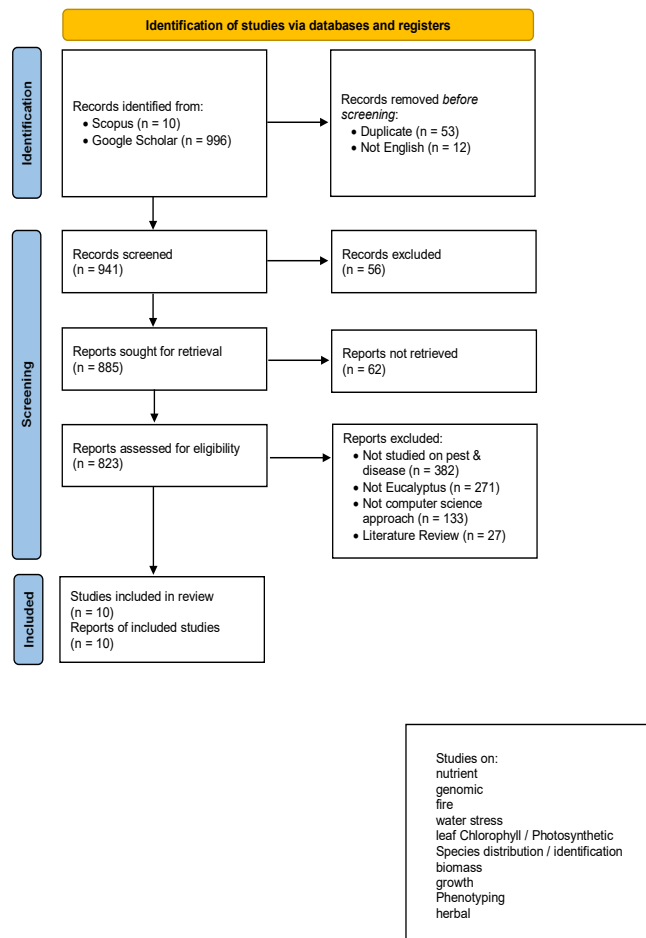 Identification of studies via databases and registers
Identification
Records identified from:
• Scopus (n = 10)
• Google Scholar (n = 996)
Records removed before
screening:
• Duplicate (n = 53)
• Not English (n = 12)
Screening
Records screened
(n = 941)
Records excluded
(n = 56)
Reports sought for retrieval
(n = 885)
Reports not retrieved
(n = 62)
Reports assessed for eligibility
(n = 823)
Reports excluded:
• Not studied on pest &
disease (n = 382)
• Not Eucalyptus (n = 271)
• Not computer science
approach (n = 133)
• Literature Review (n = 27)
Included
Studies included in review
(n = 10)
Reports of included studies
(n = 10)
Studies on:
nutrient
genomic
fire
water stress
leaf Chlorophyll / Photosynthetic
Species distribution / identification
biomass
growth
Phenotyping
herbal